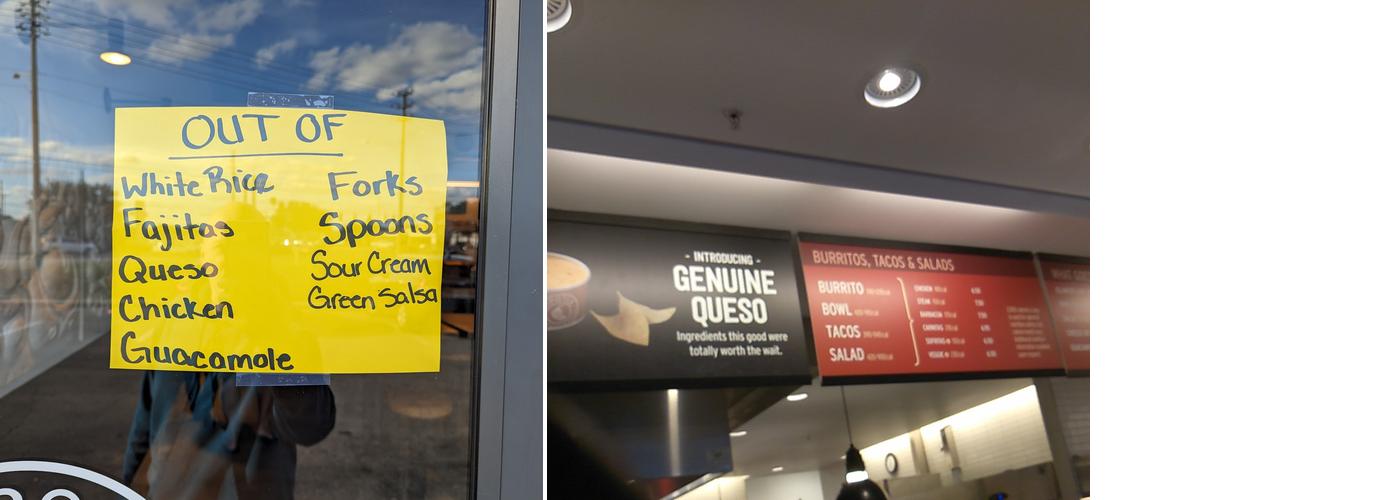 OUT OF
White Rice
Fajitas
Queso
Chicken
Guacamole
Forks
Spoons
Sour Cream
Green Salsa
- INTRODUCING -
GENUINE
QUESO
Ingredients this good were
totally worth the wait.
BURRITOS, TACOS & SALADS
BURRITO
BOWL
TACOS
SALAD
CHICKEN
STEAK
BARBACOA
CARNITAS
SOFRITAS
VEGGIE